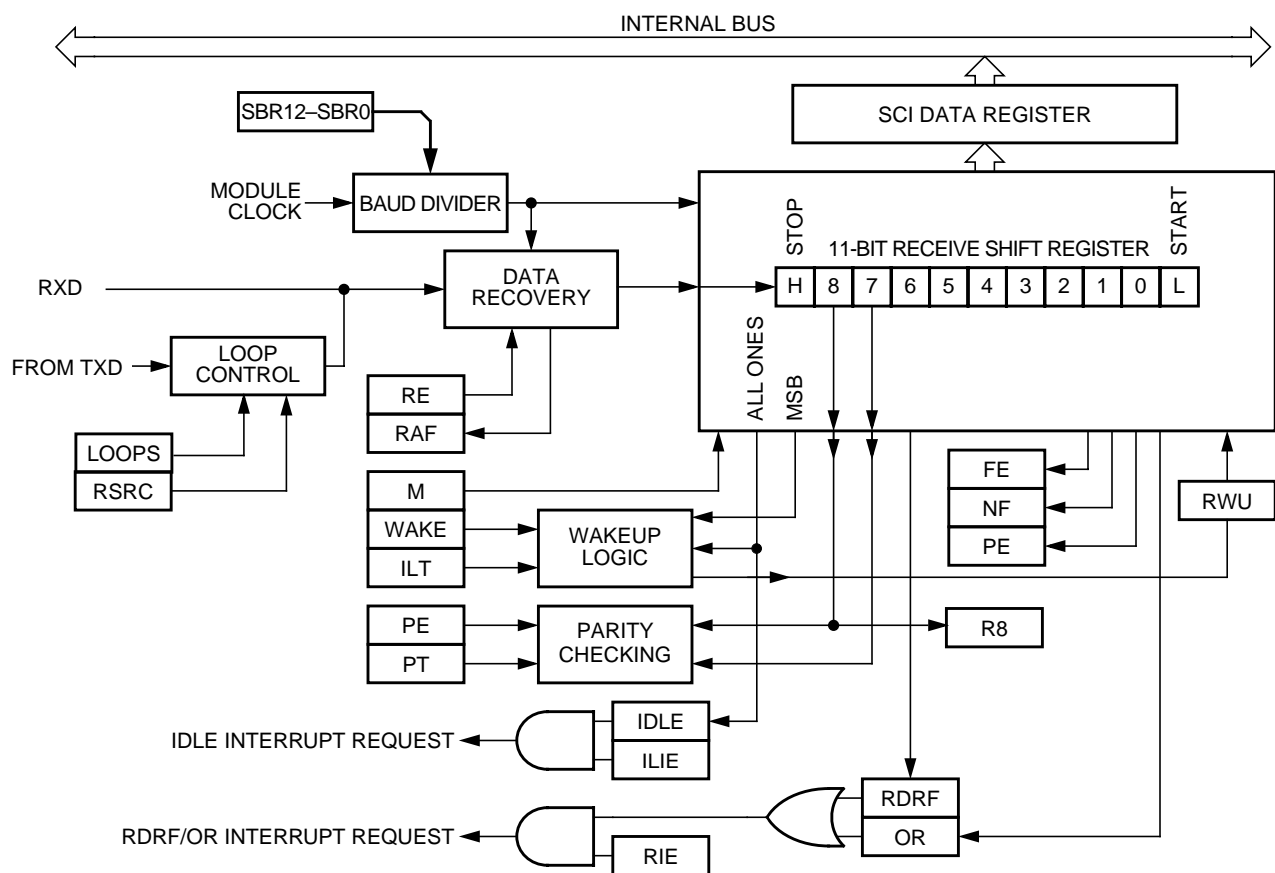 INTERNAL BUS
SBR12–SBR0
SCI DATA REGISTER
MODULE
CLOCK
BAUD DIVIDER
STOP
11-BIT RECEIVE SHIFT REGISTER
START
RXD
DATA
RECOVERY
H 8 7 6 5 4 3 2 1 0 L
FROM TXD
LOOP
CONTROL
ALL ONES
MSB
RE
RAF
LOOPS
RSRC
M
WAKE
ILT
WAKEUP
LOGIC
FE
NF
PE
RWU
PE
PT
PARITY
CHECKING
R8
IDLE INTERRUPT REQUEST
IDLE
ILIE
RDRF/OR INTERRUPT REQUEST
RIE
RDRF
OR